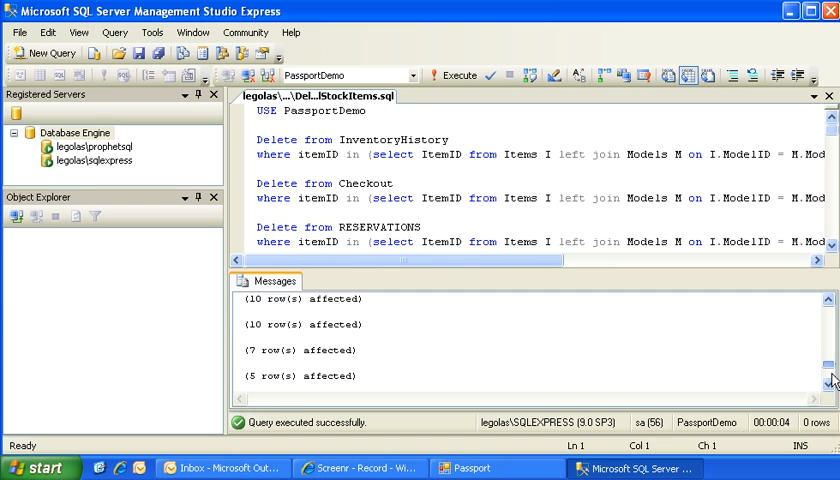 Microsoft SQL Server Management Studio Express
File Edit View Query Tools Window Community Help
New Query
PassportDemo Execute
Registered Servers
Database Engine
legolas\prophetsql
legolas\sqlexpress
Object Explorer
legolas\...\Del...lStockItems.sql
USE PassportDemo
Delete from InventoryHistory
where itemID in (select ItemID from Items I left join Models M on I.ModelID = M.Mod
Delete from Checkout
where itemID in (select ItemID from Items I left join Models M on I.ModelID = M.Mod
Delete from RESERVATIONS
where itemID in (select ItemID from Items I left join Models M on I.ModelID = M.Mod
Messages
(10 row(s) affected)
(10 row(s) affected)
(7 row(s) affected)
(5 row(s) affected)
Query executed successfully. legolas\SQLEXPRESS (9.0 SP3) sa (56) PassportDemo 00:00:04 0 rows
Ready Ln 1 Col 1 Ch 1 INS
start Inbox - Microsoft Out... Screenr - Record - Wi... Passport Microsoft SQL Server ...